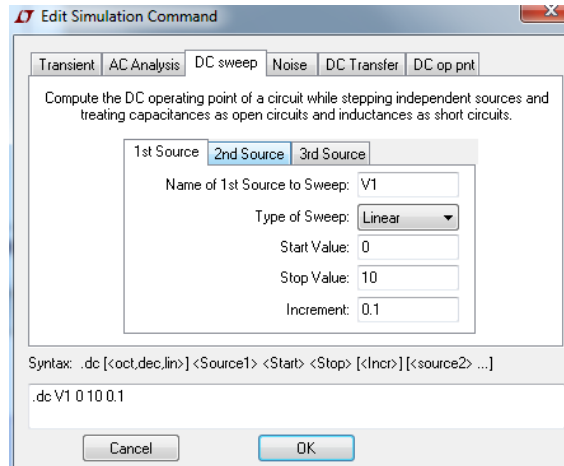 Edit Simulation Command
Transient AC Analysis DC sweep Noise DC Transfer DC op pnt
Compute the DC operating point of a circuit while stepping independent sources and
treating capacitances as open circuits and inductances as short circuits.
1st Source 2nd Source 3rd Source
Name of 1st Source to Sweep: V1
Type of Sweep: Linear
Start Value: 0
Stop Value: 10
Increment: 0.1
Syntax: .dc [<oct,dec,lin>] <Source1> <Start> <Stop> [<Incr>] [<source2> ...]
.dc V1 0 10 0.1
Cancel OK